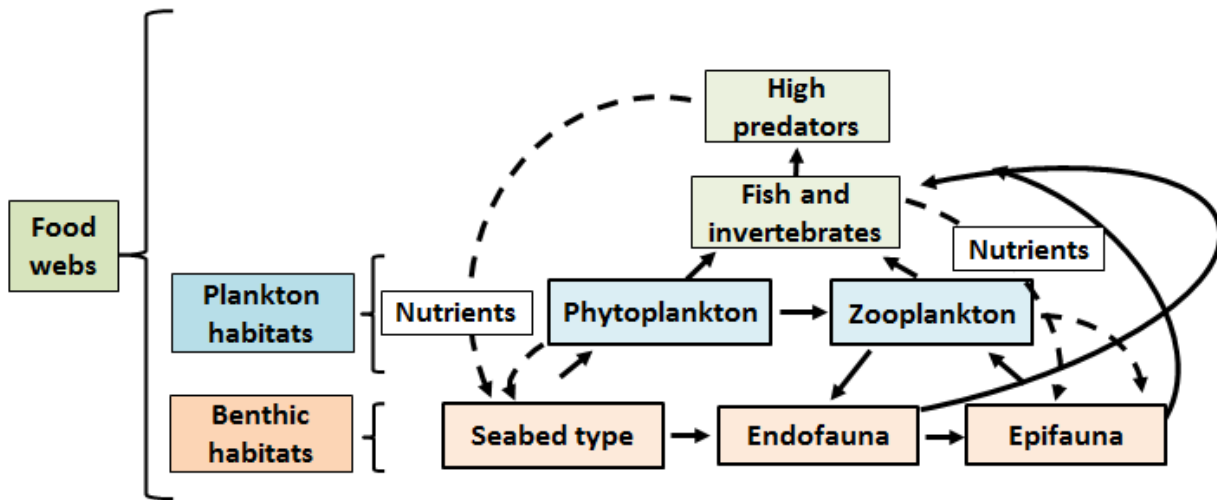 High
predators
Food
webs
Fish and
invertebrates
Nutrients
Plankton
habitats
Nutrients
Phytoplankton
Zooplankton
Benthic
habitats
Seabed type
Endofauna
Epifauna